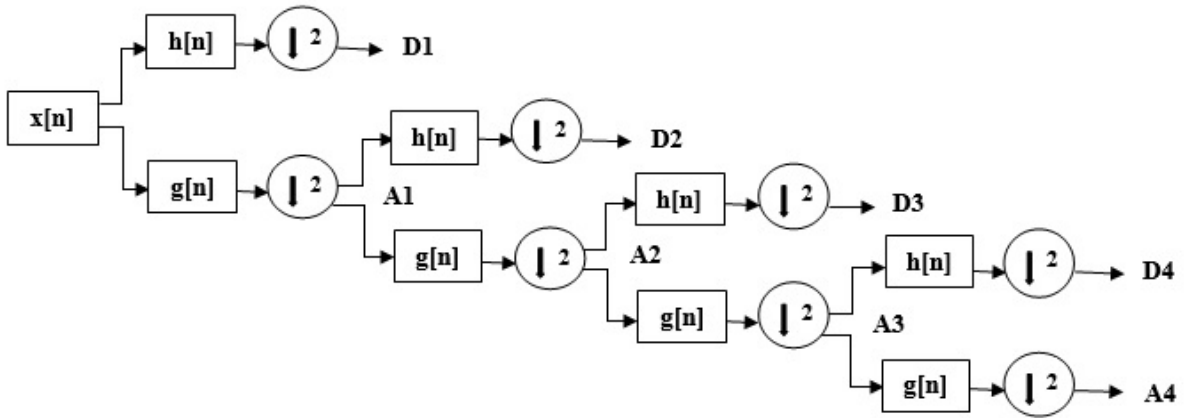 h[n] 2 D1
x[n]
h[n] 2 D2
g[n] 2 A1
h[n] 2 D3
g[n] 2 A2
h[n] 2 D4
g[n] 2 A3
g[n] 2 A4